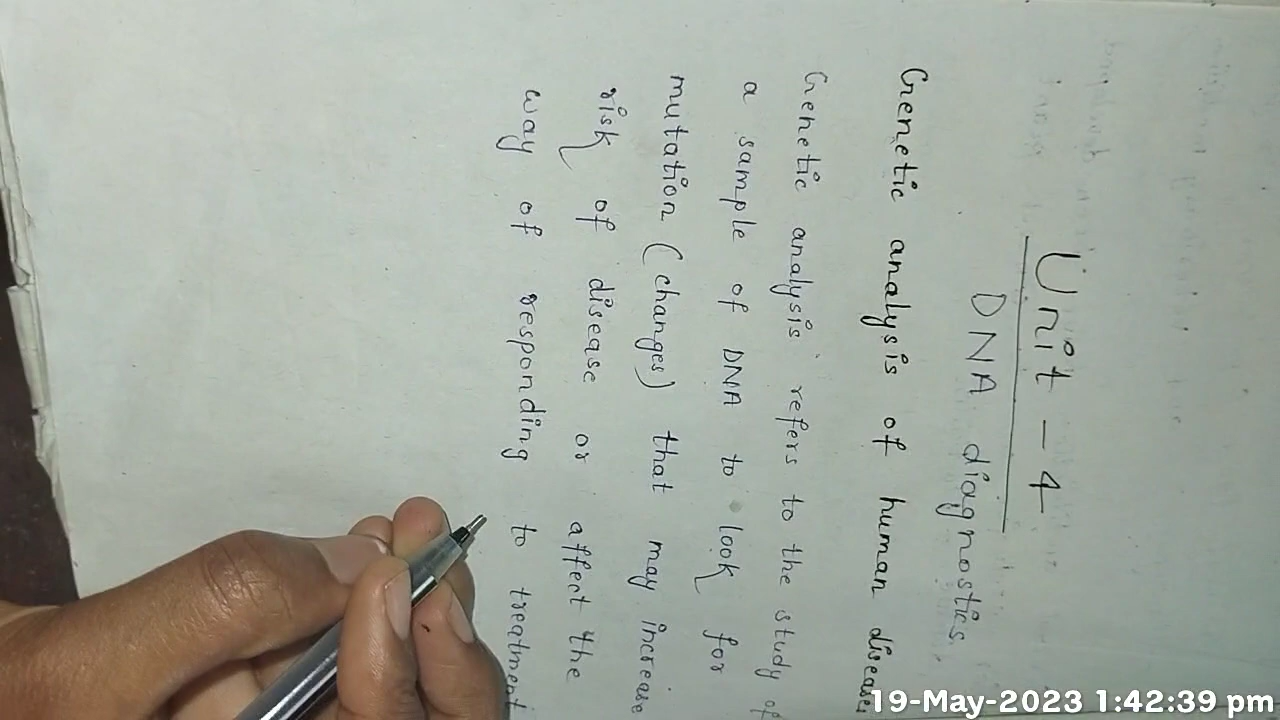 Unit - 4
DNA diagnostics.
Genetic analysis of human diseases
Genetic analysis refers to the study of
a sample of DNA to look for
mutation (changes) that may increase
risk of disease or affect the
way of responding to treatment
19-May-2023 1:42:39 pm